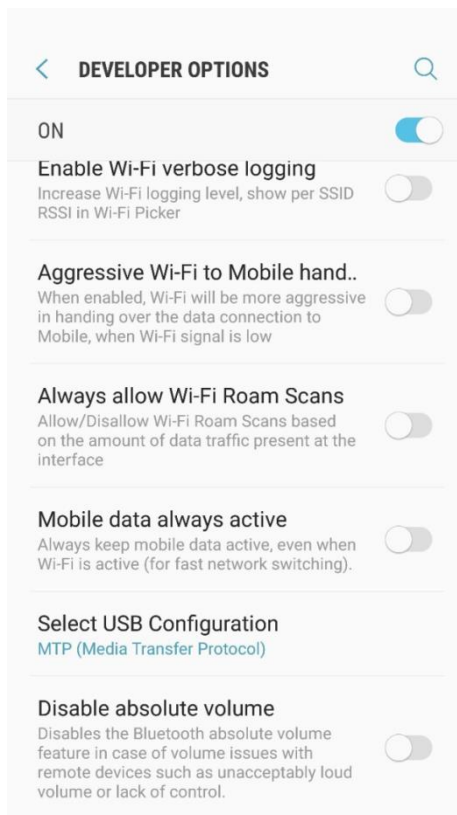 DEVELOPER OPTIONS
ON
Enable Wi-Fi verbose logging
Increase Wi-Fi logging level, show per SSID
RSSI in Wi-Fi Picker
Aggressive Wi-Fi to Mobile hand..
When enabled, Wi-Fi will be more aggressive
in handing over the data connection to
Mobile, when Wi-Fi signal is low
Always allow Wi-Fi Roam Scans
Allow/Disallow Wi-Fi Roam Scans based
on the amount of data traffic present at the
interface
Mobile data always active
Always keep mobile data active, even when
Wi-Fi is active (for fast network switching).
Select USB Configuration
MTP (Media Transfer Protocol)
Disable absolute volume
Disables the Bluetooth absolute volume
feature in case of volume issues with
remote devices such as unacceptably loud
volume or lack of control.